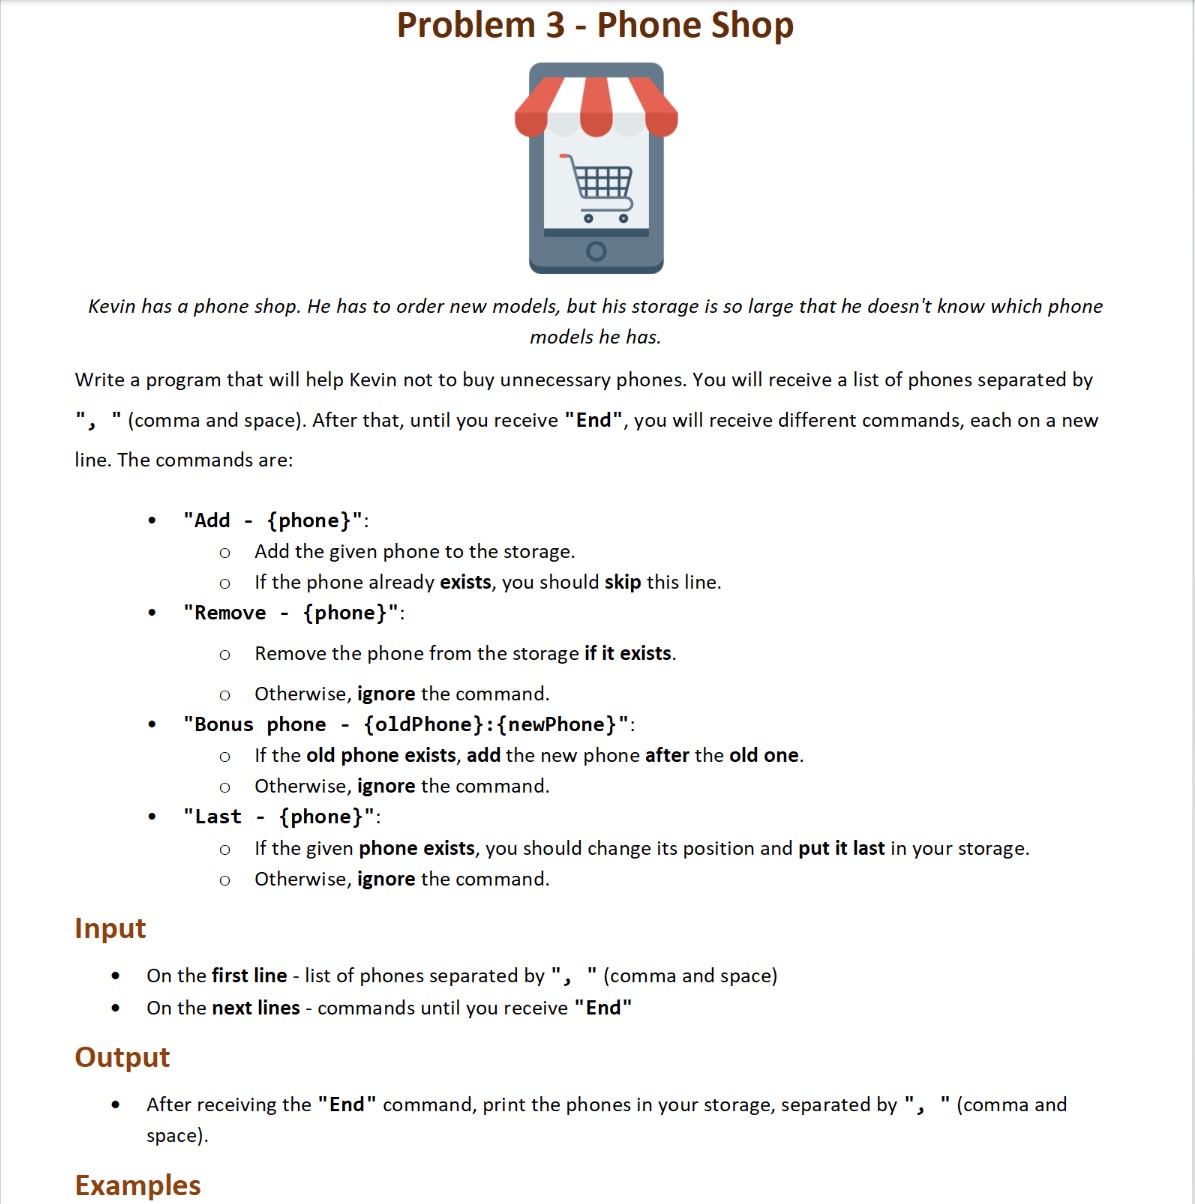 Problem 3 - Phone Shop
Kevin has a phone shop. He has to order new models, but his storage is so large that he doesn't know which phone
models he has.
Write a program that will help Kevin not to buy unnecessary phones. You will receive a list of phones separated by
", " (comma and space). After that, until you receive "End", you will receive different commands, each on a new
line. The commands are:
• "Add - {phone}":
o Add the given phone to the storage.
o If the phone already exists, you should skip this line.
• "Remove - {phone}":
o Remove the phone from the storage if it exists.
o Otherwise, ignore the command.
• "Bonus phone - {oldPhone}:{newPhone}":
o If the old phone exists, add the new phone after the old one.
o Otherwise, ignore the command.
• "Last - {phone}":
o If the given phone exists, you should change its position and put it last in your storage.
o Otherwise, ignore the command.
Input
• On the first line - list of phones separated by ", " (comma and space)
• On the next lines - commands until you receive "End"
Output
• After receiving the "End" command, print the phones in your storage, separated by ", " (comma and
space).
Examples